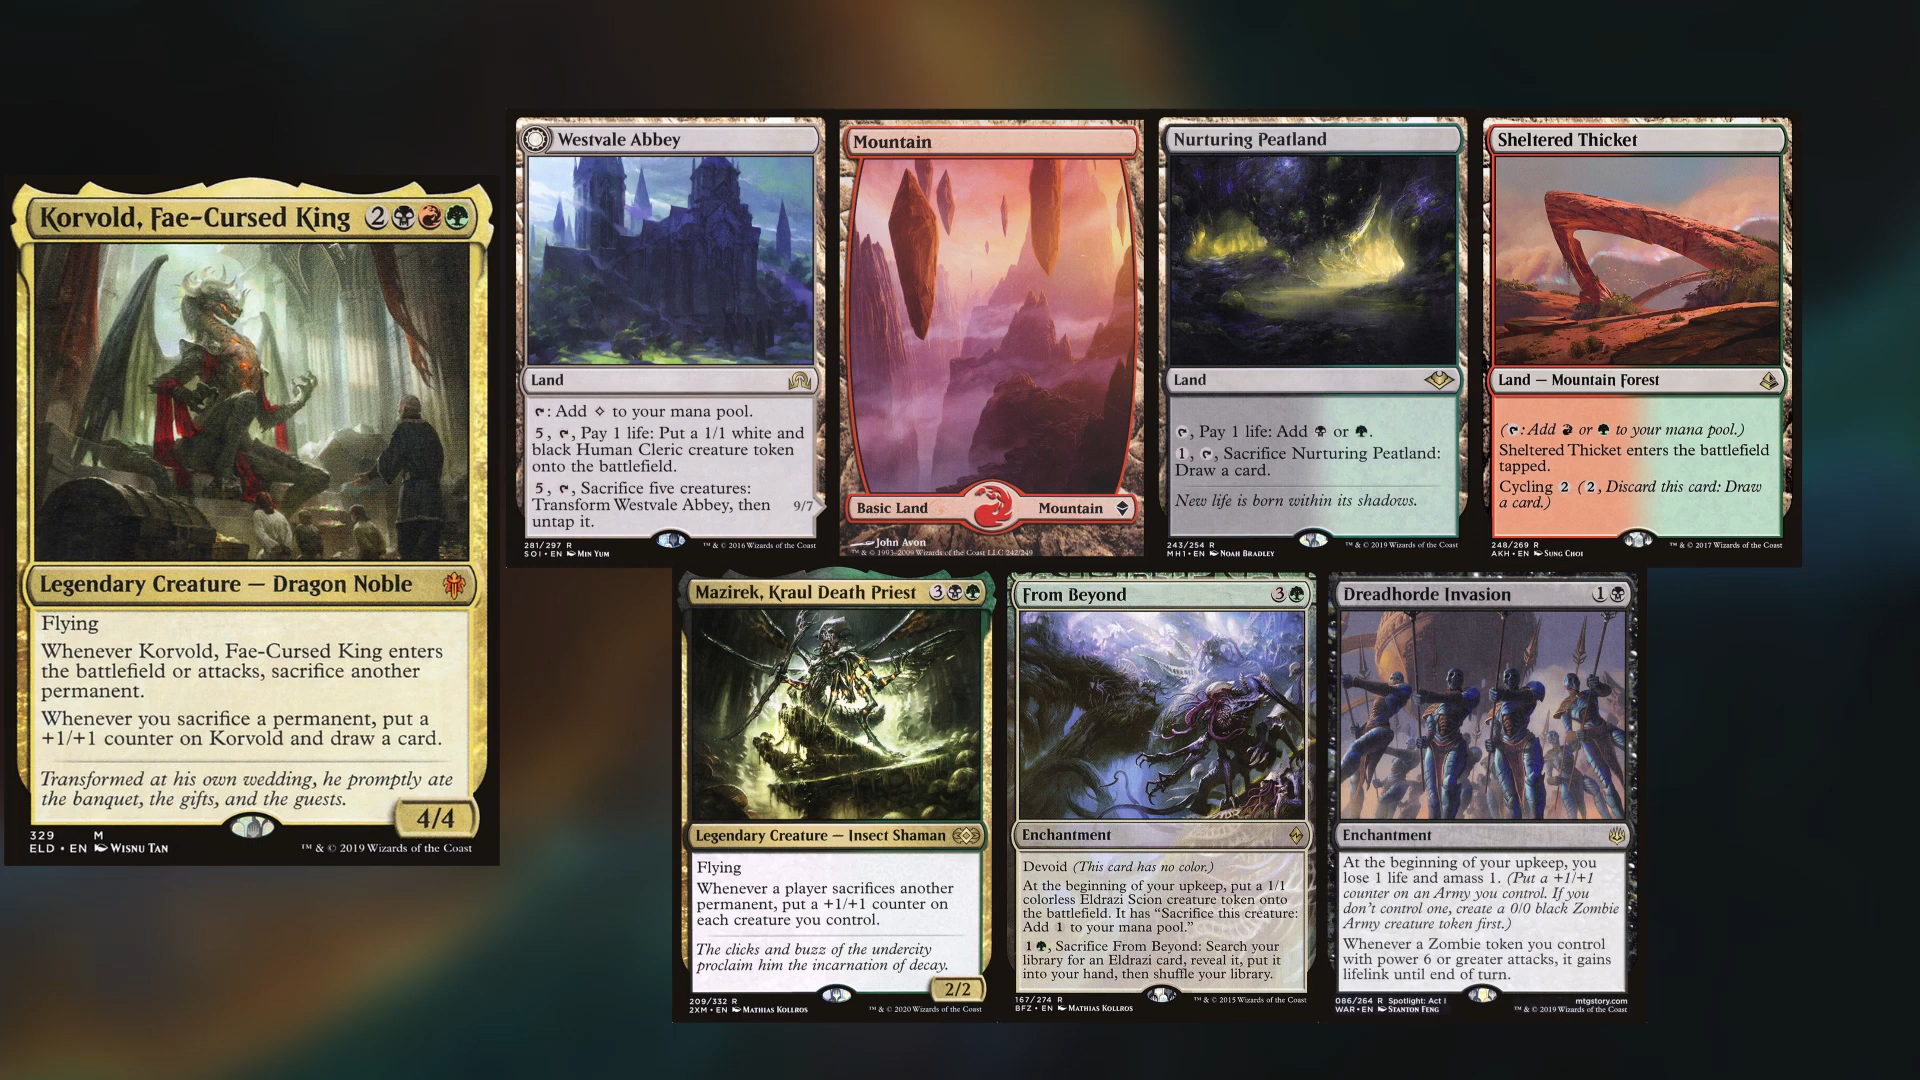 Korvold, Fae-Cursed King 2
Legendary Creature — Dragon Noble
Flying
Whenever Korvold, Fae-Cursed King enters
the battlefield or attacks, sacrifice another
permanent.
Whenever you sacrifice a permanent, put a
+1/+1 counter on Korvold and draw a card.
Transformed at his own wedding, he promptly ate
the banquet, the gifts, and the guests.
4/4
329 M
ELD • EN Wisnu Tan ™ & © 2019 Wizards of the Coast
Westvale Abbey
Land
: Add to your mana pool.
5, , Pay 1 life: Put a 1/1 white and
black Human Cleric creature token
onto the battlefield.
5, , Sacrifice five creatures:
Transform Westvale Abbey, then
untap it.
9/7
281/297 R
SOI • EN Min Yum ™ & © 2016 Wizards of the Coast
Mountain
Basic Land Mountain
John Avon
™ & © 1993-2009 Wizards of the Coast LLC 242/249
Nurturing Peatland
Land
, Pay 1 life: Add or .
1, , Sacrifice Nurturing Peatland:
Draw a card.
New life is born within its shadows.
243/254 R
MH1 • EN Noah Bradley ™ & © 2019 Wizards of the Coast
Sheltered Thicket
Land — Mountain Forest
( : Add or to your mana pool.)
Sheltered Thicket enters the battlefield
tapped.
Cycling 2 (2, Discard this card: Draw
a card.)
248/269 R
AKH • EN Sung Choi ™ & © 2017 Wizards of the Coast
Mazirek, Kraul Death Priest 3
Legendary Creature — Insect Shaman
Flying
Whenever a player sacrifices another
permanent, put a +1/+1 counter on
each creature you control.
The clicks and buzz of the undercity
proclaim him the incarnation of decay.
2/2
209/332 R
2XM • EN Mathias Kollros ™ & © 2020 Wizards of the Coast
From Beyond 3
Enchantment
Devoid (This card has no color.)
At the beginning of your upkeep, put a 1/1
colorless Eldrazi Scion creature token onto
the battlefield. It has “Sacrifice this creature:
Add 1 to your mana pool.”
1 , Sacrifice From Beyond: Search your
library for an Eldrazi card, reveal it, put it
into your hand, then shuffle your library.
167/274 R
BFZ • EN Mathias Kollros ™ & © 2015 Wizards of the Coast
Dreadhorde Invasion 1
Enchantment
At the beginning of your upkeep, you
lose 1 life and amass 1. (Put a +1/+1
counter on an Army you control. If you
don't control one, create a 0/0 black Zombie
Army creature token first.)
Whenever a Zombie token you control
with power 6 or greater attacks, it gains
lifelink until end of turn.
086/264 R Spotlight: Act I mtgstory.com
WAR • EN Stanton Feng ™ & © 2019 Wizards of the Coast